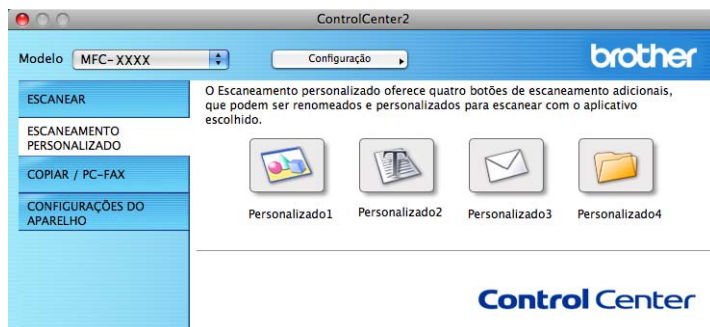 ControlCenter2
Modelo MFC-XXXX Configuração brother
ESCANEAR
ESCANEAMENTO
PERSONALIZADO
COPIAR / PC-FAX
CONFIGURAÇÕES DO
APARELHO
O Escaneamento personalizado oferece quatro botões de escaneamento adicionais,
que podem ser renomeados e personalizados para escanear com o aplicativo
escolhido.
Personalizado1 Personalizado2 Personalizado3 Personalizado4
Control Center